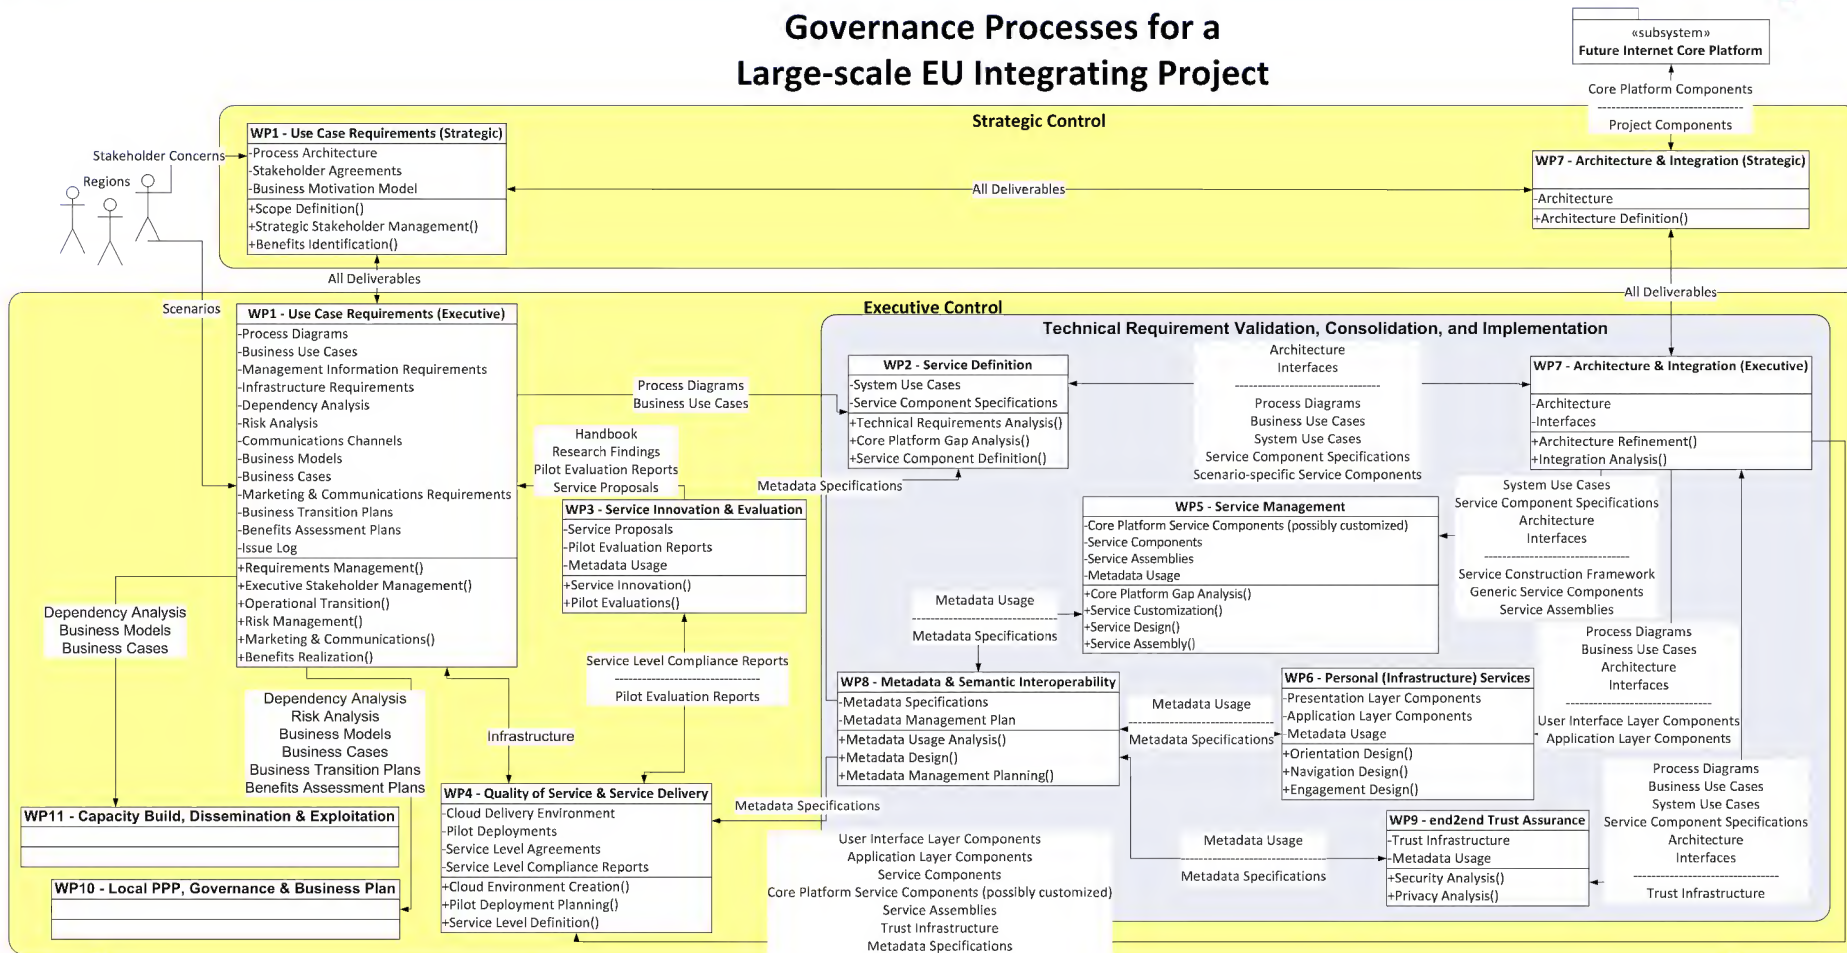 Governance Processes for a
Large-scale EU Integrating Project
«subsystem»
Future Internet Core Platform
Core Platform Components
------------------------------
Project Components
Strategic Control
WP1 - Use Case Requirements (Strategic)
-Process Architecture
-Stakeholder Agreements
-Business Motivation Model
+Scope Definition()
+Strategic Stakeholder Management()
+Benefits Identification()
Stakeholder Concerns
Regions
All Deliverables
WP7 - Architecture & Integration (Strategic)
-Architecture
+Architecture Definition()
All Deliverables
All Deliverables
Scenarios
Executive Control
WP1 - Use Case Requirements (Executive)
-Process Diagrams
-Business Use Cases
-Management Information Requirements
-Infrastructure Requirements
-Dependency Analysis
-Risk Analysis
-Communications Channels
-Business Models
-Business Cases
-Marketing & Communications Requirements
-Business Transition Plans
-Benefits Assessment Plans
-Issue Log
+Requirements Management()
+Executive Stakeholder Management()
+Operational Transition()
+Risk Management()
+Marketing & Communications()
+Benefits Realization()
Technical Requirement Validation, Consolidation, and Implementation
Process Diagrams
Business Use Cases
WP2 - Service Definition
-System Use Cases
-Service Component Specifications
+Technical Requirements Analysis()
+Core Platform Gap Analysis()
+Service Component Definition()
Architecture
Interfaces
------------------------------
Process Diagrams
Business Use Cases
System Use Cases
Service Component Specifications
Scenario-specific Service Components
WP7 - Architecture & Integration (Executive)
-Architecture
-Interfaces
+Architecture Refinement()
+Integration Analysis()
Handbook
Research Findings
Pilot Evaluation Reports
Service Proposals
Metadata Specifications
WP3 - Service Innovation & Evaluation
-Service Proposals
-Pilot Evaluation Reports
-Metadata Usage
+Service Innovation()
+Pilot Evaluations()
WP5 - Service Management
-Core Platform Service Components (possibly customized)
-Service Components
-Service Assemblies
-Metadata Usage
+Core Platform Gap Analysis()
+Service Customization()
+Service Design()
+Service Assembly()
System Use Cases
Service Component Specifications
Architecture
Interfaces
------------------------------
Service Construction Framework
Generic Service Components
Service Assemblies
Metadata Usage
------------------------------
Metadata Specifications
Dependency Analysis
Business Models
Business Cases
Service Level Compliance Reports
------------------------------
Pilot Evaluation Reports
Process Diagrams
Business Use Cases
Architecture
Interfaces
------------------------------
User Interface Layer Components
Application Layer Components
WP8 - Metadata & Semantic Interoperability
-Metadata Specifications
-Metadata Management Plan
+Metadata Usage Analysis()
+Metadata Design()
+Metadata Management Planning()
Metadata Usage
------------------------------
Metadata Specifications
WP6 - Personal (Infrastructure) Services
-Presentation Layer Components
-Application Layer Components
-Metadata Usage
+Orientation Design()
+Navigation Design()
+Engagement Design()
Dependency Analysis
Risk Analysis
Business Models
Business Cases
Business Transition Plans
Benefits Assessment Plans
Infrastructure
Process Diagrams
Business Use Cases
System Use Cases
Service Component Specifications
Architecture
Interfaces
------------------------------
Trust Infrastructure
WP11 - Capacity Build, Dissemination & Exploitation
WP10 - Local PPP, Governance & Business Plan
WP4 - Quality of Service & Service Delivery
-Cloud Delivery Environment
-Pilot Deployments
-Service Level Agreements
-Service Level Compliance Reports
+Cloud Environment Creation()
+Pilot Deployment Planning()
+Service Level Definition()
Metadata Specifications
Metadata Usage
------------------------------
Metadata Specifications
WP9 - end2end Trust Assurance
-Trust Infrastructure
-Metadata Usage
+Security Analysis()
+Privacy Analysis()
User Interface Layer Components
Application Layer Components
Service Components
Core Platform Service Components (possibly customized)
Service Assemblies
Trust Infrastructure
Metadata Specifications